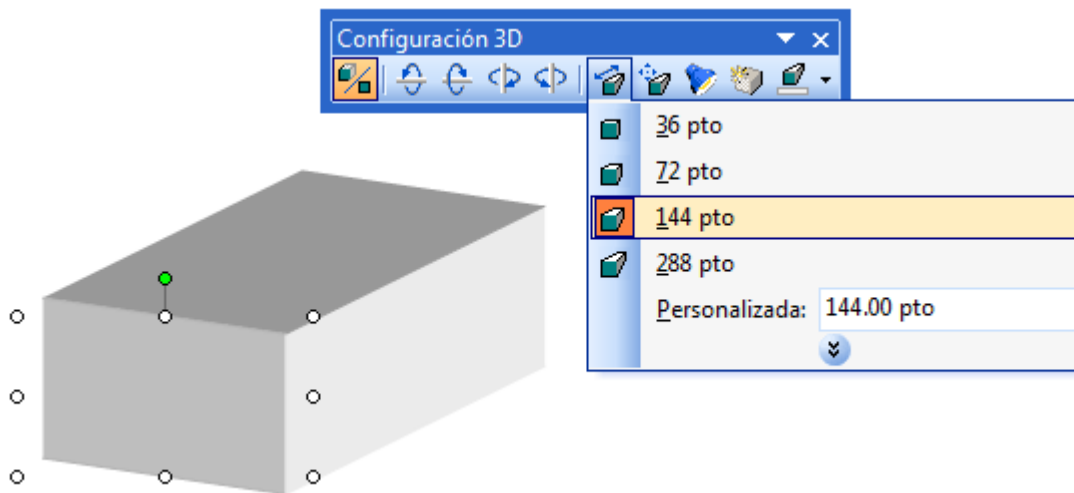 Configuración 3D
36 pto
72 pto
144 pto
288 pto
Personalizada: 144.00 pto